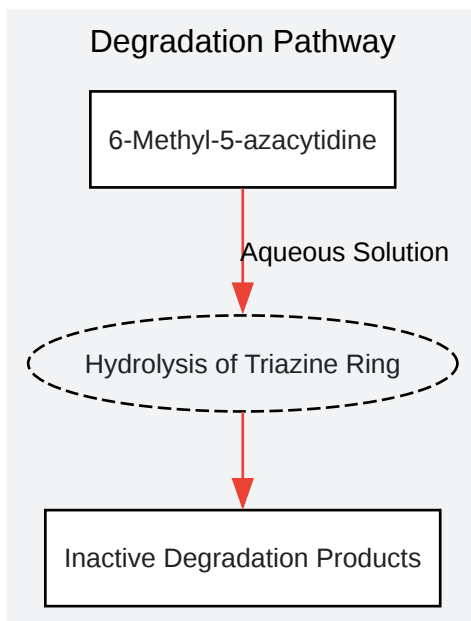 Degradation Pathway
6-Methyl-5-azacytidine
Aqueous Solution
Hydrolysis of Triazine Ring
Inactive Degradation Products